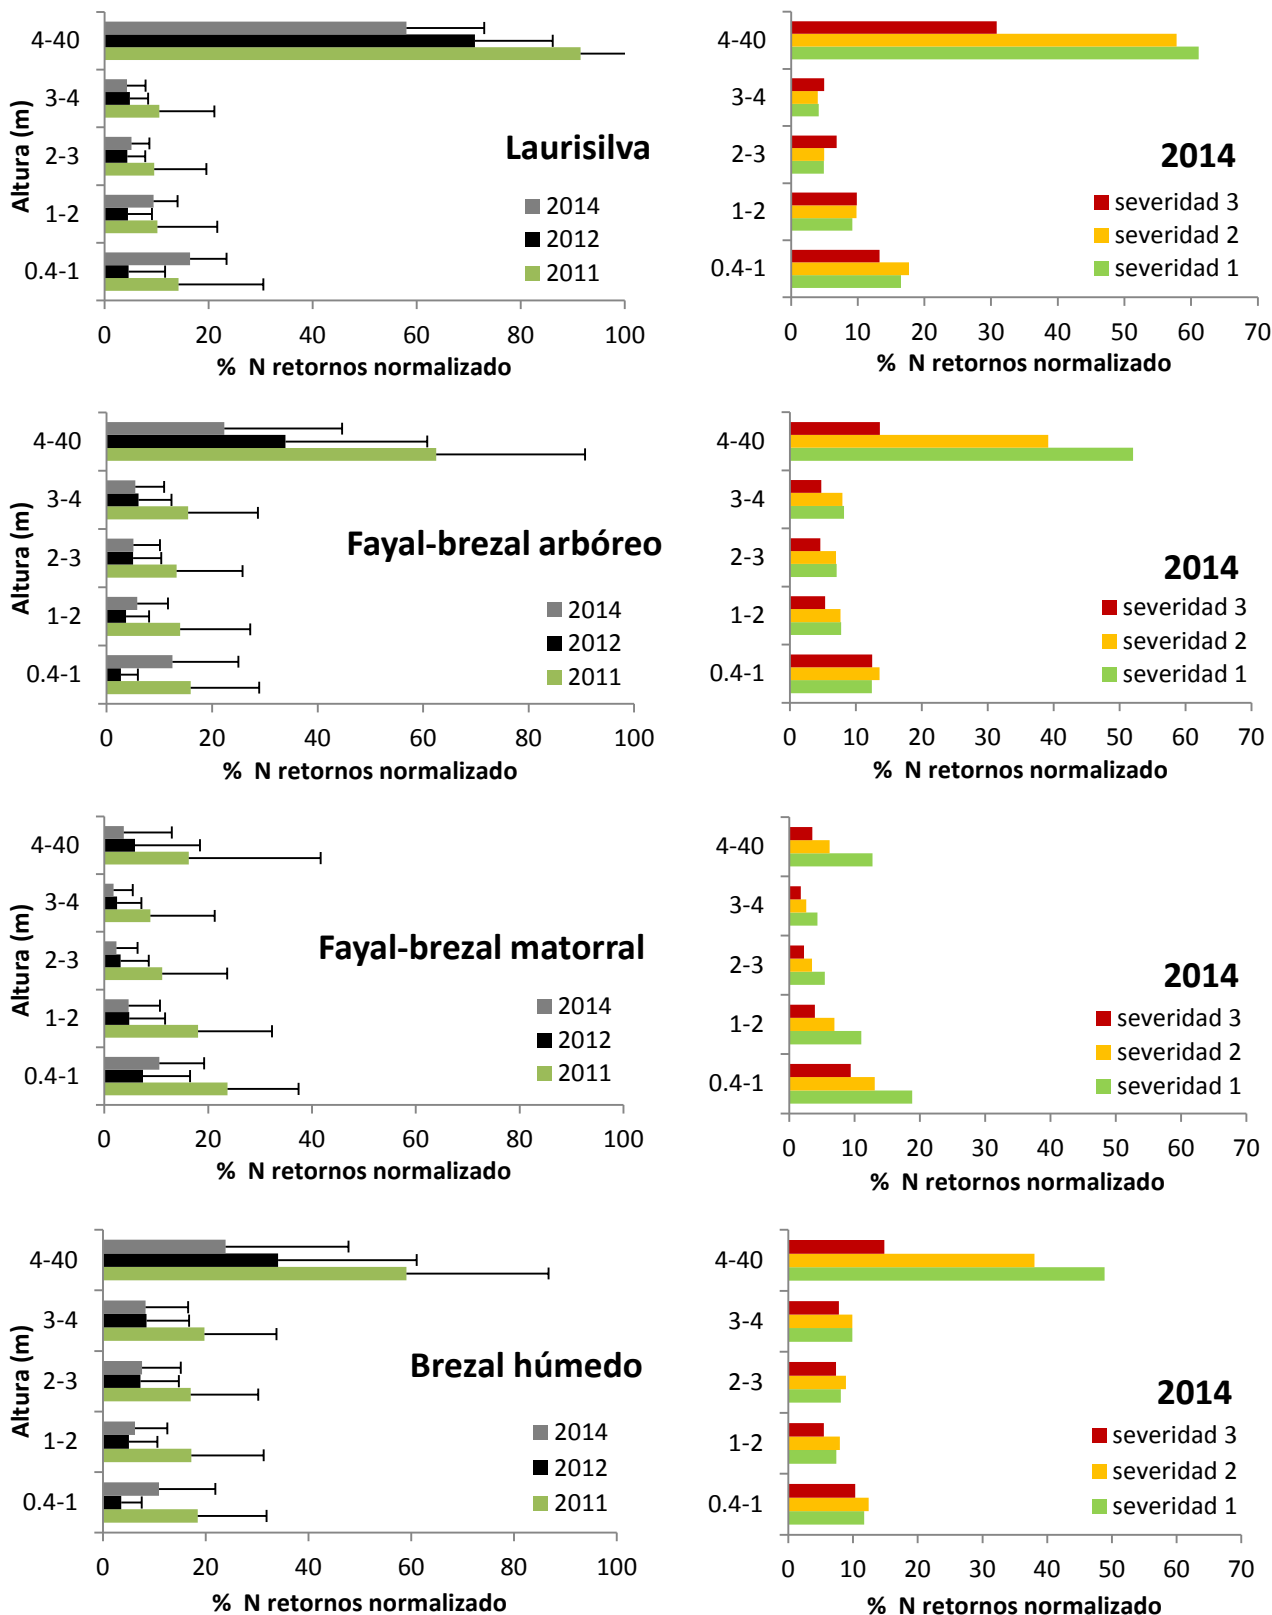 4-40
3-4
2-3
1-2
0.4-1
Altura (m)
Laurisilva
2014
2012
2011
0 20 40 60 80 100
% N retornos normalizado
4-40
3-4
2-3
1-2
0.4-1
2014
severidad 3
severidad 2
severidad 1
0 10 20 30 40 50 60 70
% N retornos normalizado
4-40
3-4
2-3
1-2
0.4-1
Altura (m)
Fayal-brezal arbóreo
2014
2012
2011
0 20 40 60 80 100
% N retornos normalizado
4-40
3-4
2-3
1-2
0.4-1
2014
severidad 3
severidad 2
severidad 1
0 10 20 30 40 50 60 70
% N retornos normalizado
4-40
3-4
2-3
1-2
0.4-1
Altura (m)
Fayal-brezal matorral
2014
2012
2011
0 20 40 60 80 100
% N retornos normalizado
4-40
3-4
2-3
1-2
0.4-1
2014
severidad 3
severidad 2
severidad 1
0 10 20 30 40 50 60 70
% N retornos normalizado
4-40
3-4
2-3
1-2
0.4-1
Altura (m)
Brezal húmedo
2014
2012
2011
0 20 40 60 80 100
% N retornos normalizado
4-40
3-4
2-3
1-2
0.4-1
2014
severidad 3
severidad 2
severidad 1
0 10 20 30 40 50 60 70
% N retornos normalizado